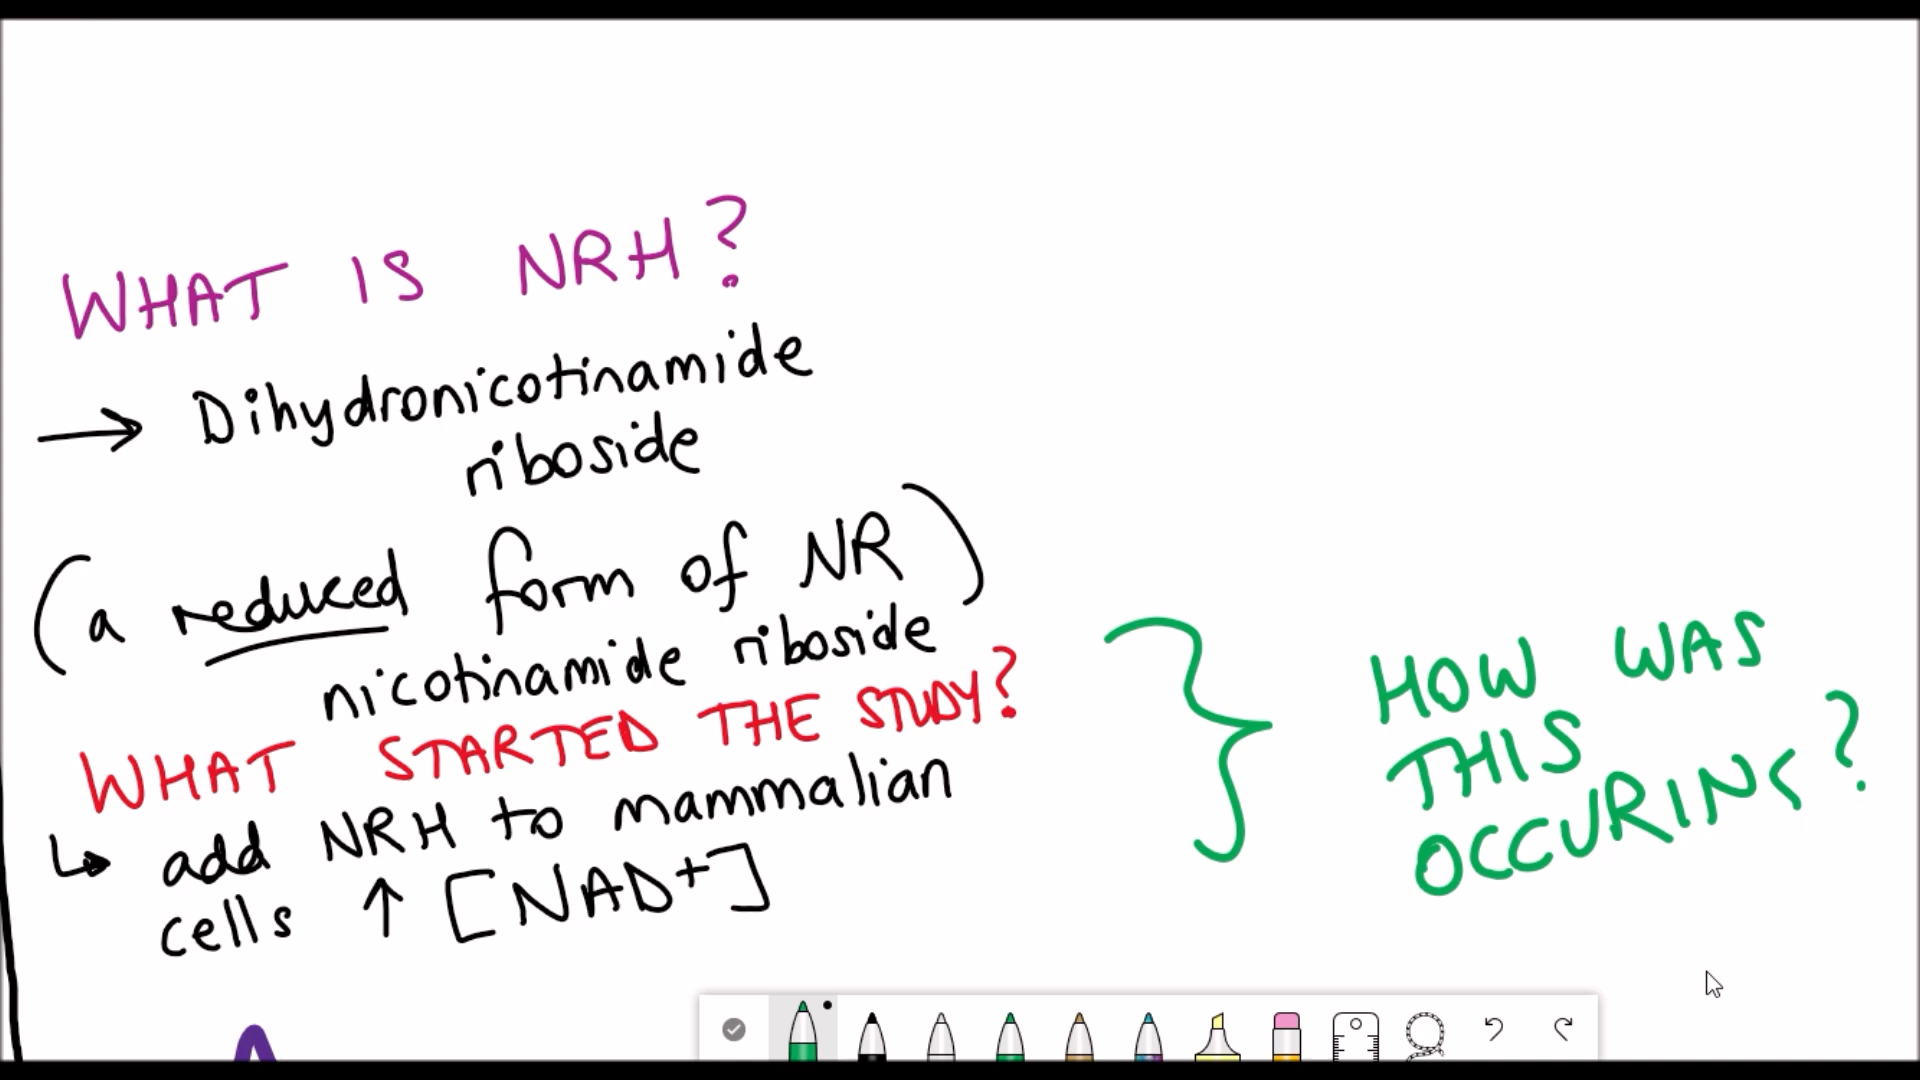 WHAT IS NRH?
→ Dihydronicotinamide
riboside
(a reduced form of NR)
nicotinamide riboside
WHAT STARTED THE STUDY?
↳ add NRH to mammalian
cells ↑ [NAD+]
HOW WAS
THIS
OCCURING?